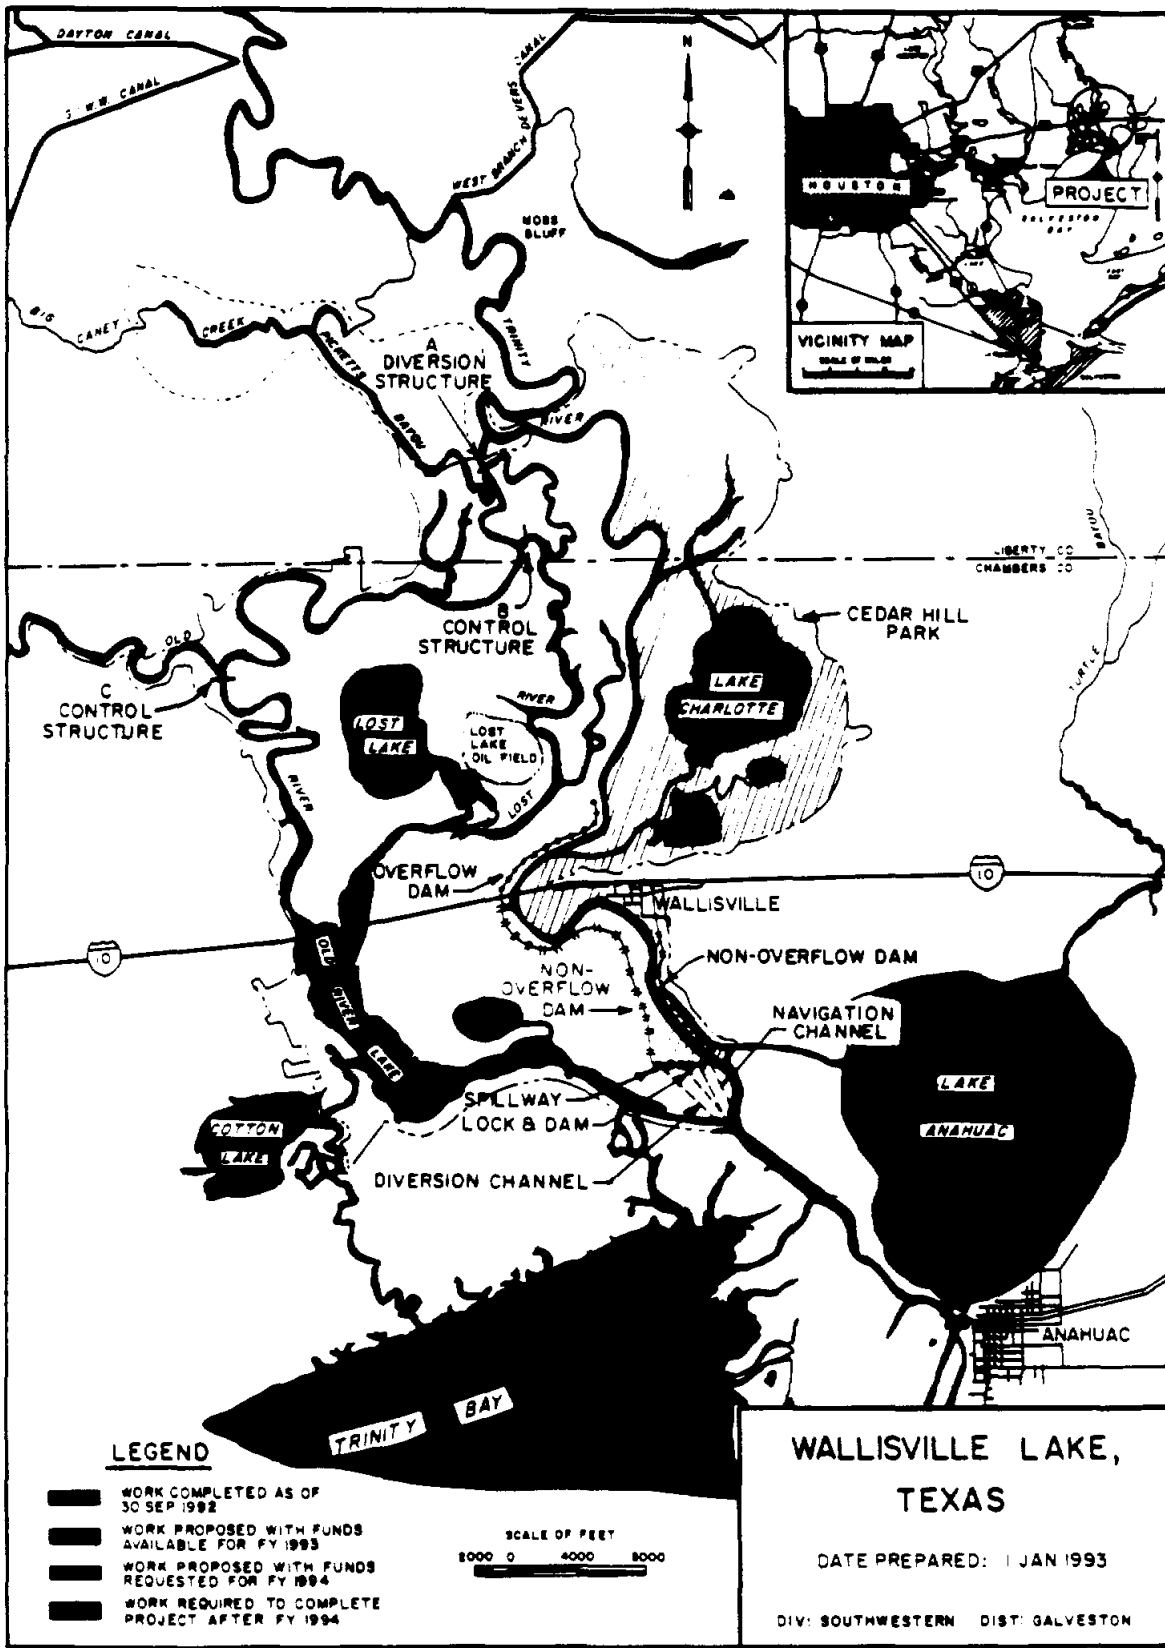 DAYTON CANAL
W. CANAL
WEST BRANCH DEVERS CANAL
N
MOSS
BLUFF
HOUSTON
PROJECT
GALVESTON
BAY
VICINITY MAP
SCALE OF MILES
BIG CANEY CREEK
PICKETTS BAYOU
A
DIVERSION
STRUCTURE
TRINITY
RIVER
LIBERTY CO
CHAMBERS CO
TURTLE BAYOU
CEDAR HILL
PARK
B
CONTROL
STRUCTURE
OLD
C
CONTROL
STRUCTURE
RIVER
LOST
LAKE
LOST
LAKE
OIL FIELD
RIVER
LOST
LAKE
CHARLOTTE
OVERFLOW
DAM
10
WALLISVILLE
10
OLD
RIVER
LAKE
NON-
OVERFLOW
DAM
NON-OVERFLOW DAM
NAVIGATION
CHANNEL
LAKE
ANAHUAC
SPILLWAY
LOCK & DAM
COTTON
LAKE
DIVERSION CHANNEL
ANAHUAC
TRINITY BAY
LEGEND
WORK COMPLETED AS OF
30 SEP 1992
WORK PROPOSED WITH FUNDS
AVAILABLE FOR FY 1993
WORK PROPOSED WITH FUNDS
REQUESTED FOR FY 1994
WORK REQUIRED TO COMPLETE
PROJECT AFTER FY 1994
SCALE OF FEET
2000 0 4000 8000
WALLISVILLE LAKE,
TEXAS
DATE PREPARED: 1 JAN 1993
DIV: SOUTHWESTERN DIST: GALVESTON